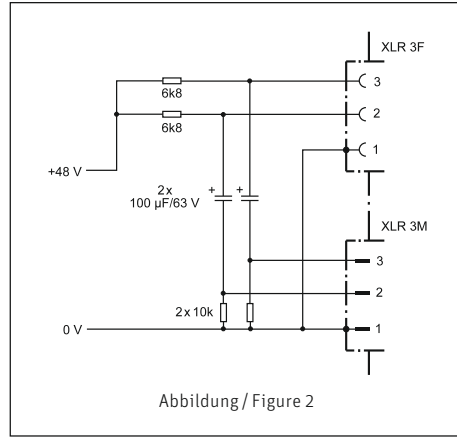 XLR 3F
3
6k8
2
6k8
1
+48 V
2 x
100 µF/63 V
+
+
XLR 3M
3
2
2 x 10k
1
0 V
Abbildung / Figure 2